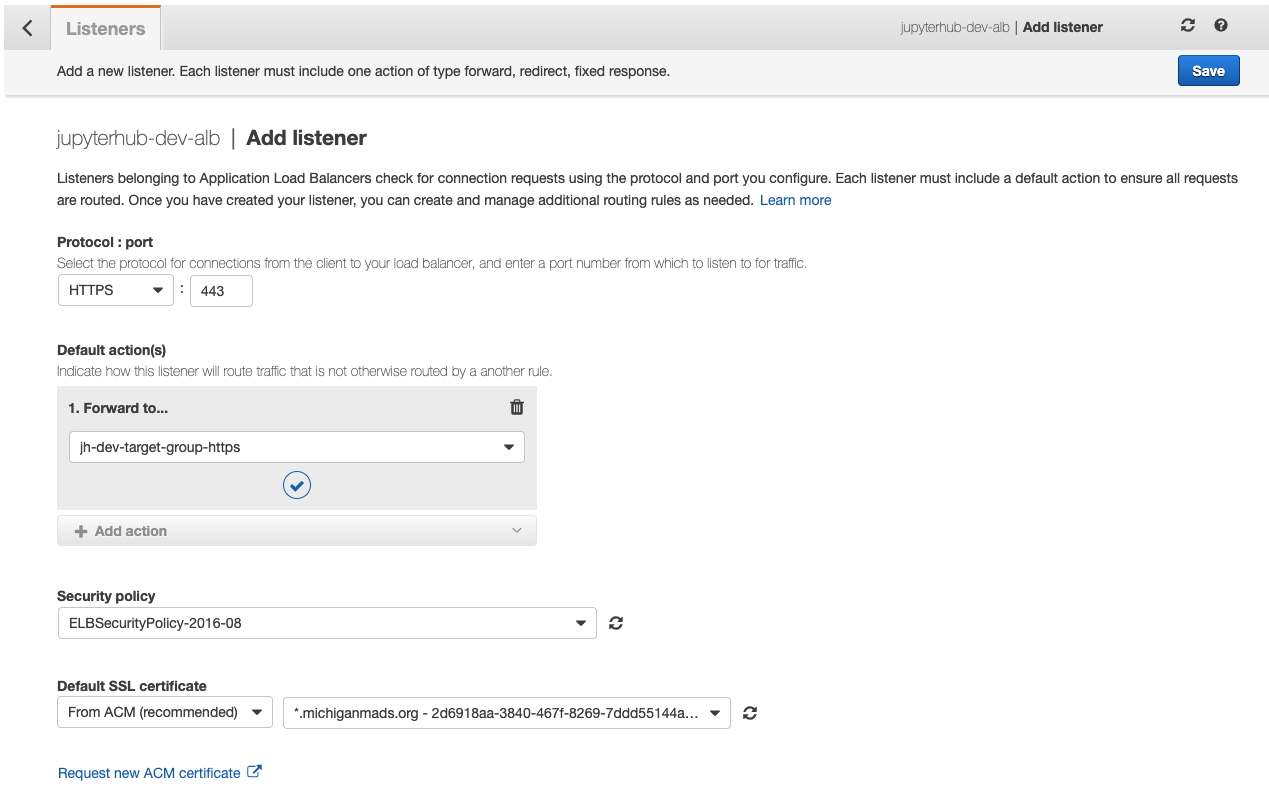 Listeners
jupyterhub-dev-alb | Add listener
Add a new listener. Each listener must include one action of type forward, redirect, fixed response.
Save
jupyterhub-dev-alb | Add listener
Listeners belonging to Application Load Balancers check for connection requests using the protocol and port you configure. Each listener must include a default action to ensure all requests
are routed. Once you have created your listener, you can create and manage additional routing rules as needed. Learn more
Protocol : port
Select the protocol for connections from the client to your load balancer, and enter a port number from which to listen to for traffic.
HTTPS : 443
Default action(s)
Indicate how this listener will route traffic that is not otherwise routed by a another rule.
1. Forward to...
jh-dev-target-group-https
Add action
Security policy
ELBSecurityPolicy-2016-08
Default SSL certificate
From ACM (recommended) *.michiganmads.org - 2d6918aa-3840-467f-8269-7ddd55144a...
Request new ACM certificate